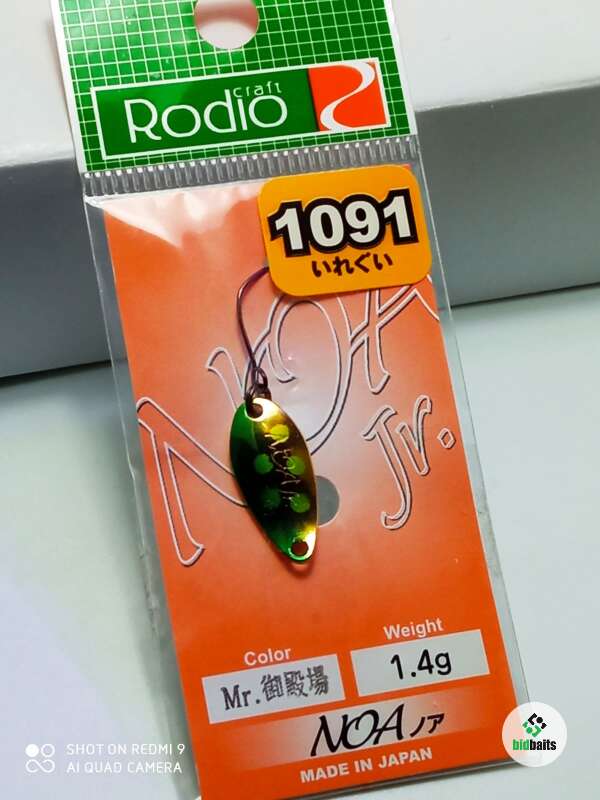 craft
Rodio
1091
いれぐい
NOA
Jr.
NOA
Color
Weight
Mr.御殿場
1.4g
NOAノア
MADE IN JAPAN
SHOT ON REDMI 9
AI QUAD CAMERA
bidbaits